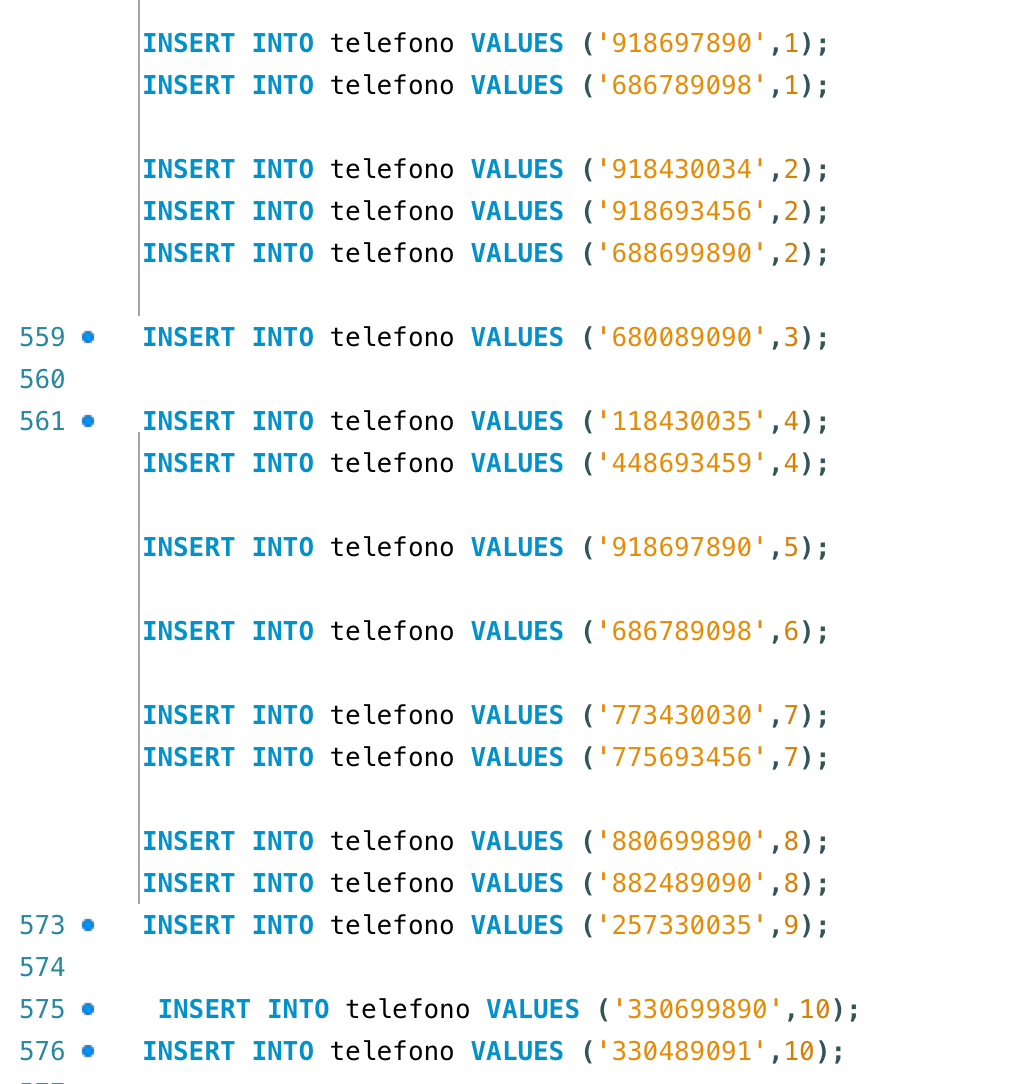 INSERT INTO telefono VALUES ('918697890',1);
INSERT INTO telefono VALUES ('686789098',1);
INSERT INTO telefono VALUES ('918430034',2);
INSERT INTO telefono VALUES ('918693456',2);
INSERT INTO telefono VALUES ('688699890',2);
559 INSERT INTO telefono VALUES ('680089090',3);
560
561 INSERT INTO telefono VALUES ('118430035',4);
INSERT INTO telefono VALUES ('448693459',4);
INSERT INTO telefono VALUES ('918697890',5);
INSERT INTO telefono VALUES ('686789098',6);
INSERT INTO telefono VALUES ('773430030',7);
INSERT INTO telefono VALUES ('775693456',7);
INSERT INTO telefono VALUES ('880699890',8);
INSERT INTO telefono VALUES ('882489090',8);
573 INSERT INTO telefono VALUES ('257330035',9);
574
575 INSERT INTO telefono VALUES ('330699890',10);
576 INSERT INTO telefono VALUES ('330489091',10);